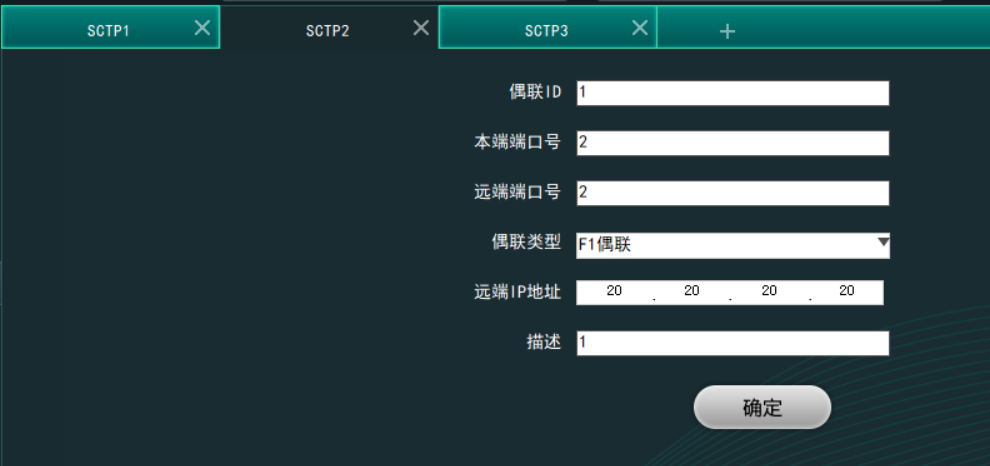 SCTP1 SCTP2 SCTP3
偶联ID 1
本端端口号 2
远端端口号 2
偶联类型 F1偶联
远端IP地址 20 . 20 . 20 . 20
描述 1
确定